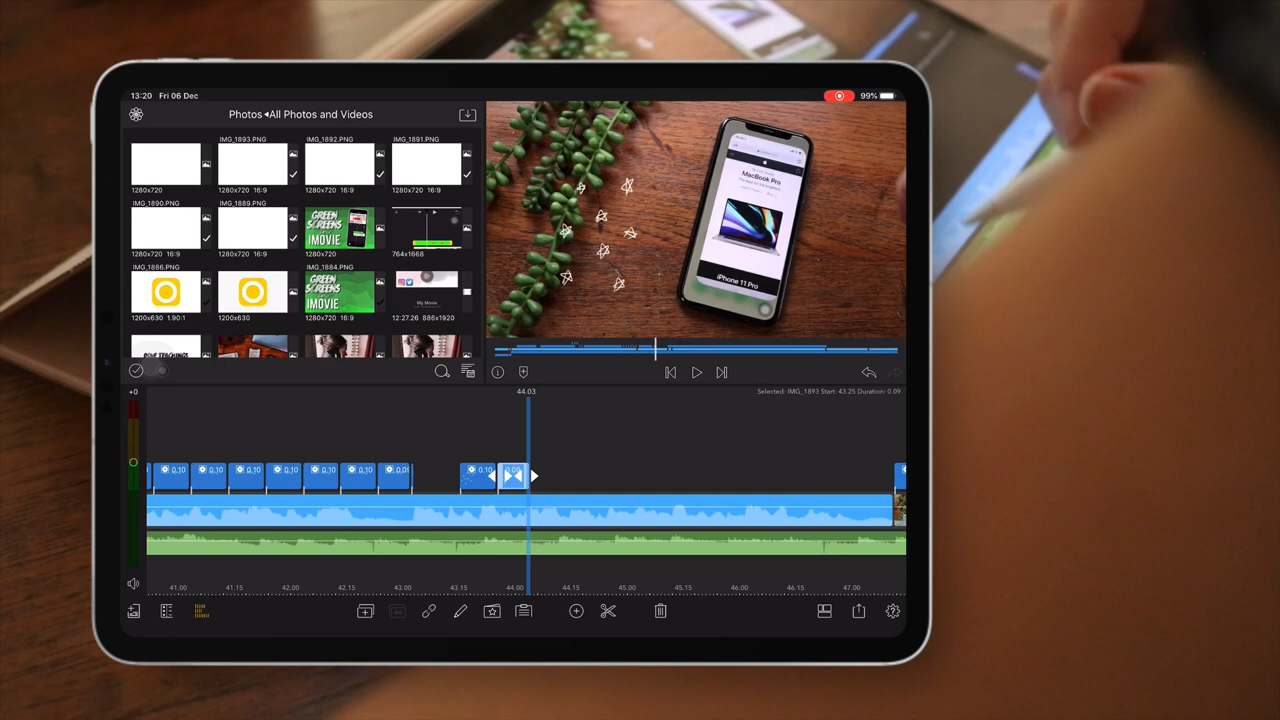 13:20 Fri 06 Dec
99%
Photos◂All Photos and Videos
IMG_1893.PNG
IMG_1892.PNG
IMG_1891.PNG
1280x720
1280x720 16:9
1280x720 16:9
1280x720 16:9
IMG_1890.PNG
IMG_1889.PNG
GREEN
SCREENS
IMOVIE
1280x720 16:9
1280x720 16:9
1280x720
764x1668
IMG_1886.PNG
IMG_1884.PNG
GREEN
SCREENS
IMOVIE
My Movie
1200x630 1.90:1
1200x630
1280x720 16:9
12:27.26 886x1920
MacBook Pro
iPhone 11 Pro
+0
44.03
Selected: IMG_1893 Start: 43.25 Duration: 0.09
0.10
0.10
0.10
0.10
0.10
0.10
0.09
0.10
0.09
41.00
41.15
42.00
42.15
43.00
43.15
44.00
44.15
45.00
45.15
46.00
46.15
47.00